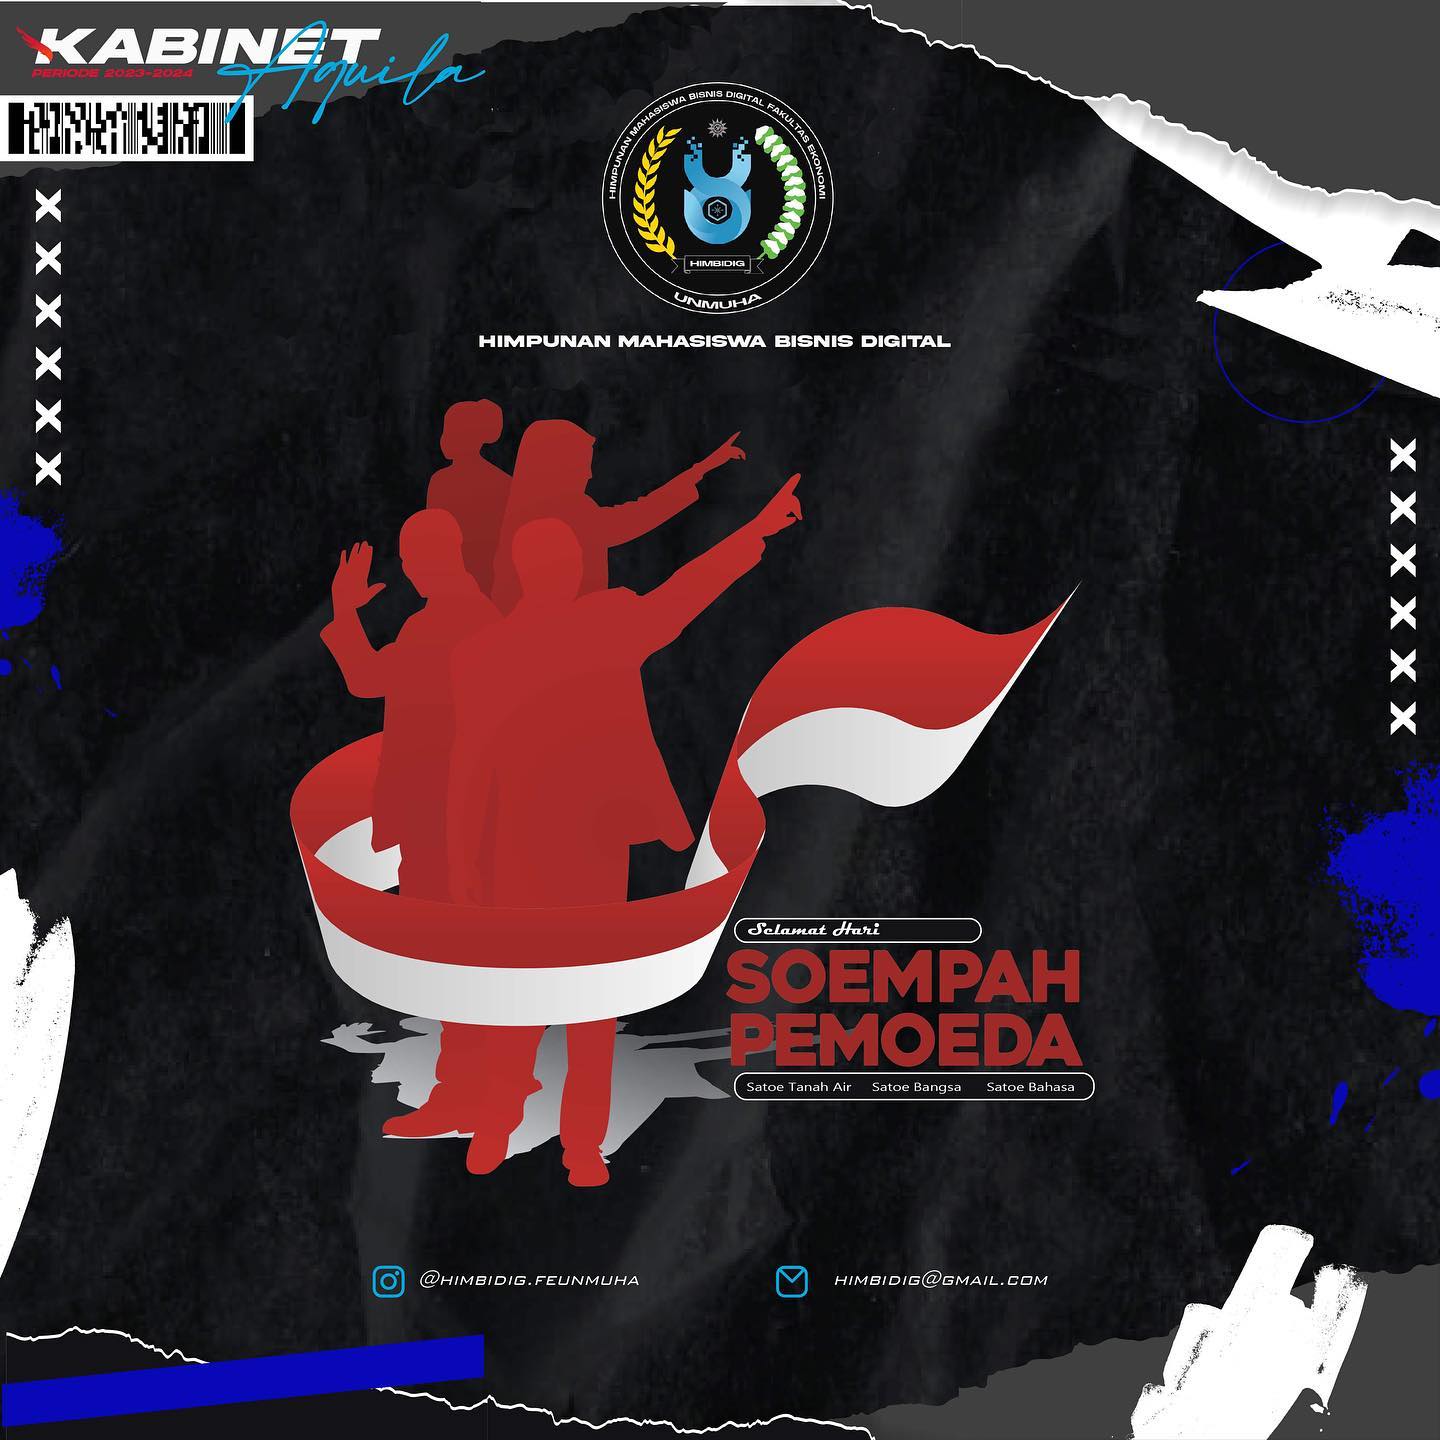 KABINET
Aquila
PERIODE 2023-2024
HIMPUNAN MAHASISWA BISNIS DIGITAL FAKULTAS EKONOMI
HIMBIDIG
UNMUHA
HIMPUNAN MAHASISWA BISNIS DIGITAL
Selamat Hari
SOEMPAH
PEMOEDA
Satoe Tanah Air Satoe Bangsa Satoe Bahasa
@HIMBIDIG.FEUNMUHA HIMBIDIG@GMAIL.COM